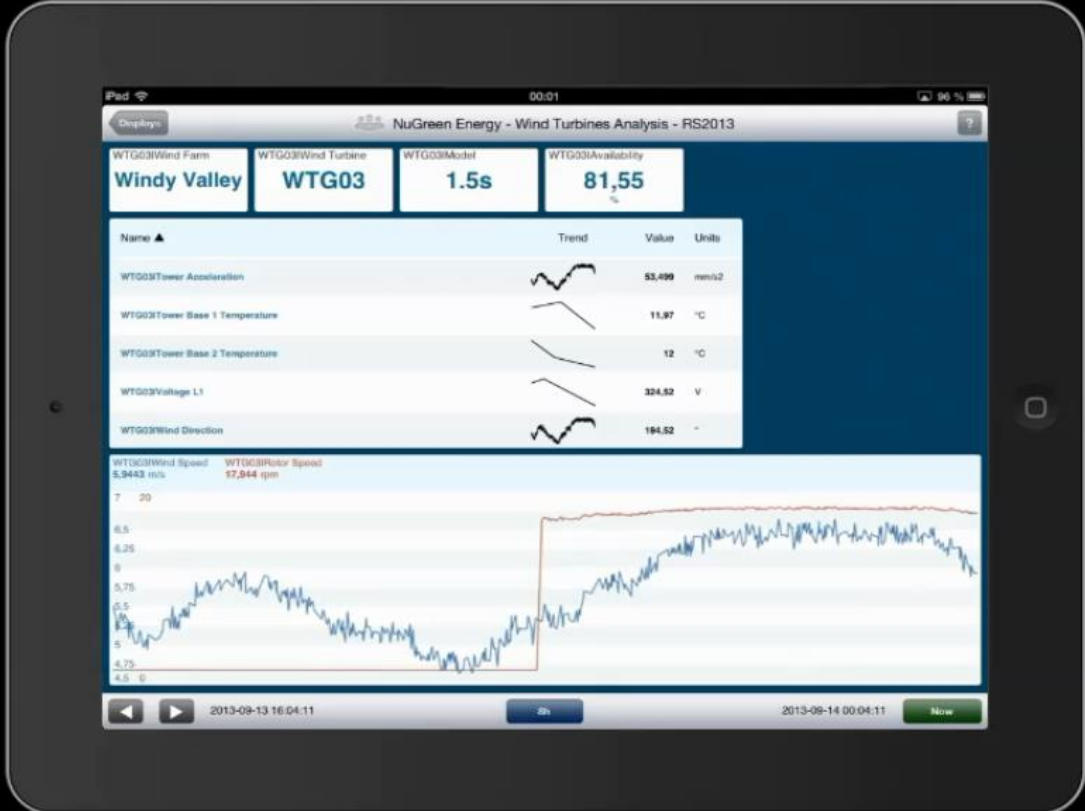 iPad 00:01 96 %
Displays NuGreen Energy - Wind Turbines Analysis - RS2013 ?
WTG03|Wind Farm WTG03|Wind Turbine WTG03|Model WTG03|Availability
Windy Valley WTG03 1.5s 81,55
%
Name ▲ Trend Value Units
WTG03|Tower Acceleration 53,499 mm/s2
WTG03|Tower Base 1 Temperature 11,97 °C
WTG03|Tower Base 2 Temperature 12 °C
WTG03|Voltage L1 324,52 V
WTG03|Wind Direction 194,52 °
WTG03|Wind Speed WTG03|Rotor Speed
5,9443 m/s 17,944 rpm
7 20
6,5
6,25
6
5,75
5,5
5,25
5
4,75
4,5 0
2013-09-13 16:04:11 8h 2013-09-14 00:04:11 Now